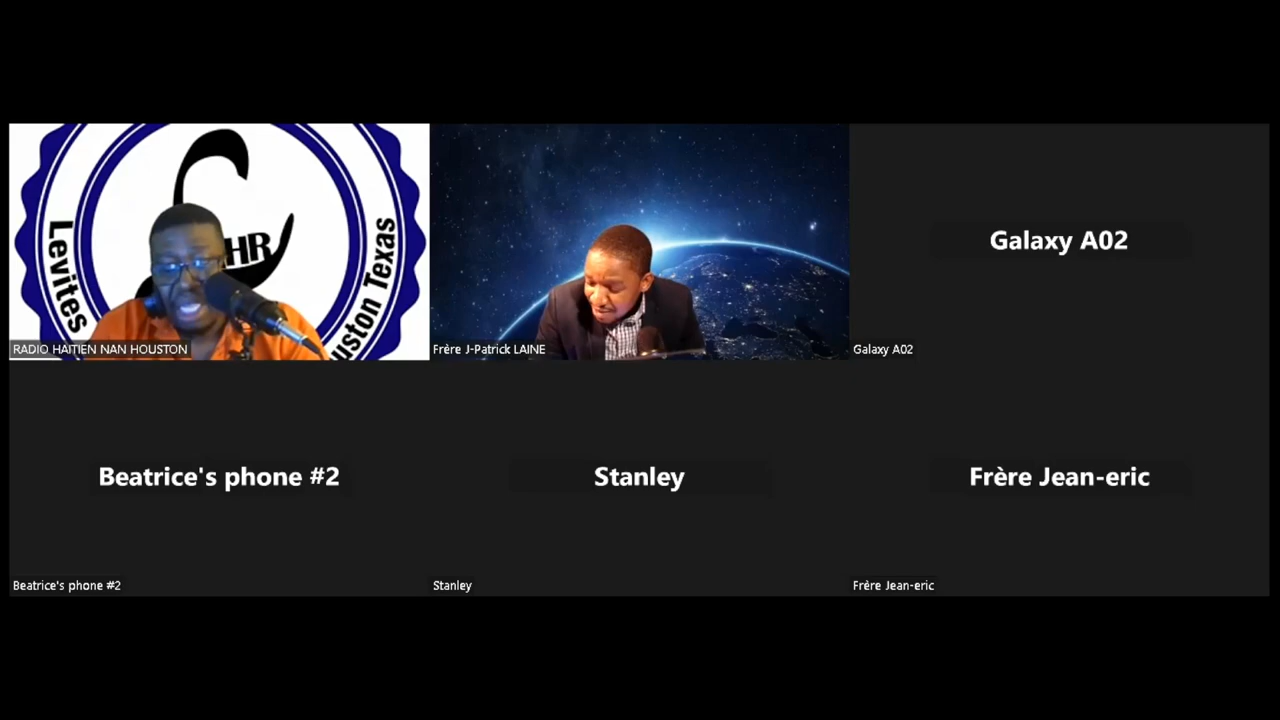 Levites
HR
uston Texas
RADIO HAITIEN NAN HOUSTON
Frère J-Patrick LAINE
Galaxy A02
Galaxy A02
Beatrice's phone #2
Stanley
Frère Jean-eric
Beatrice's phone #2
Stanley
Frère Jean-eric